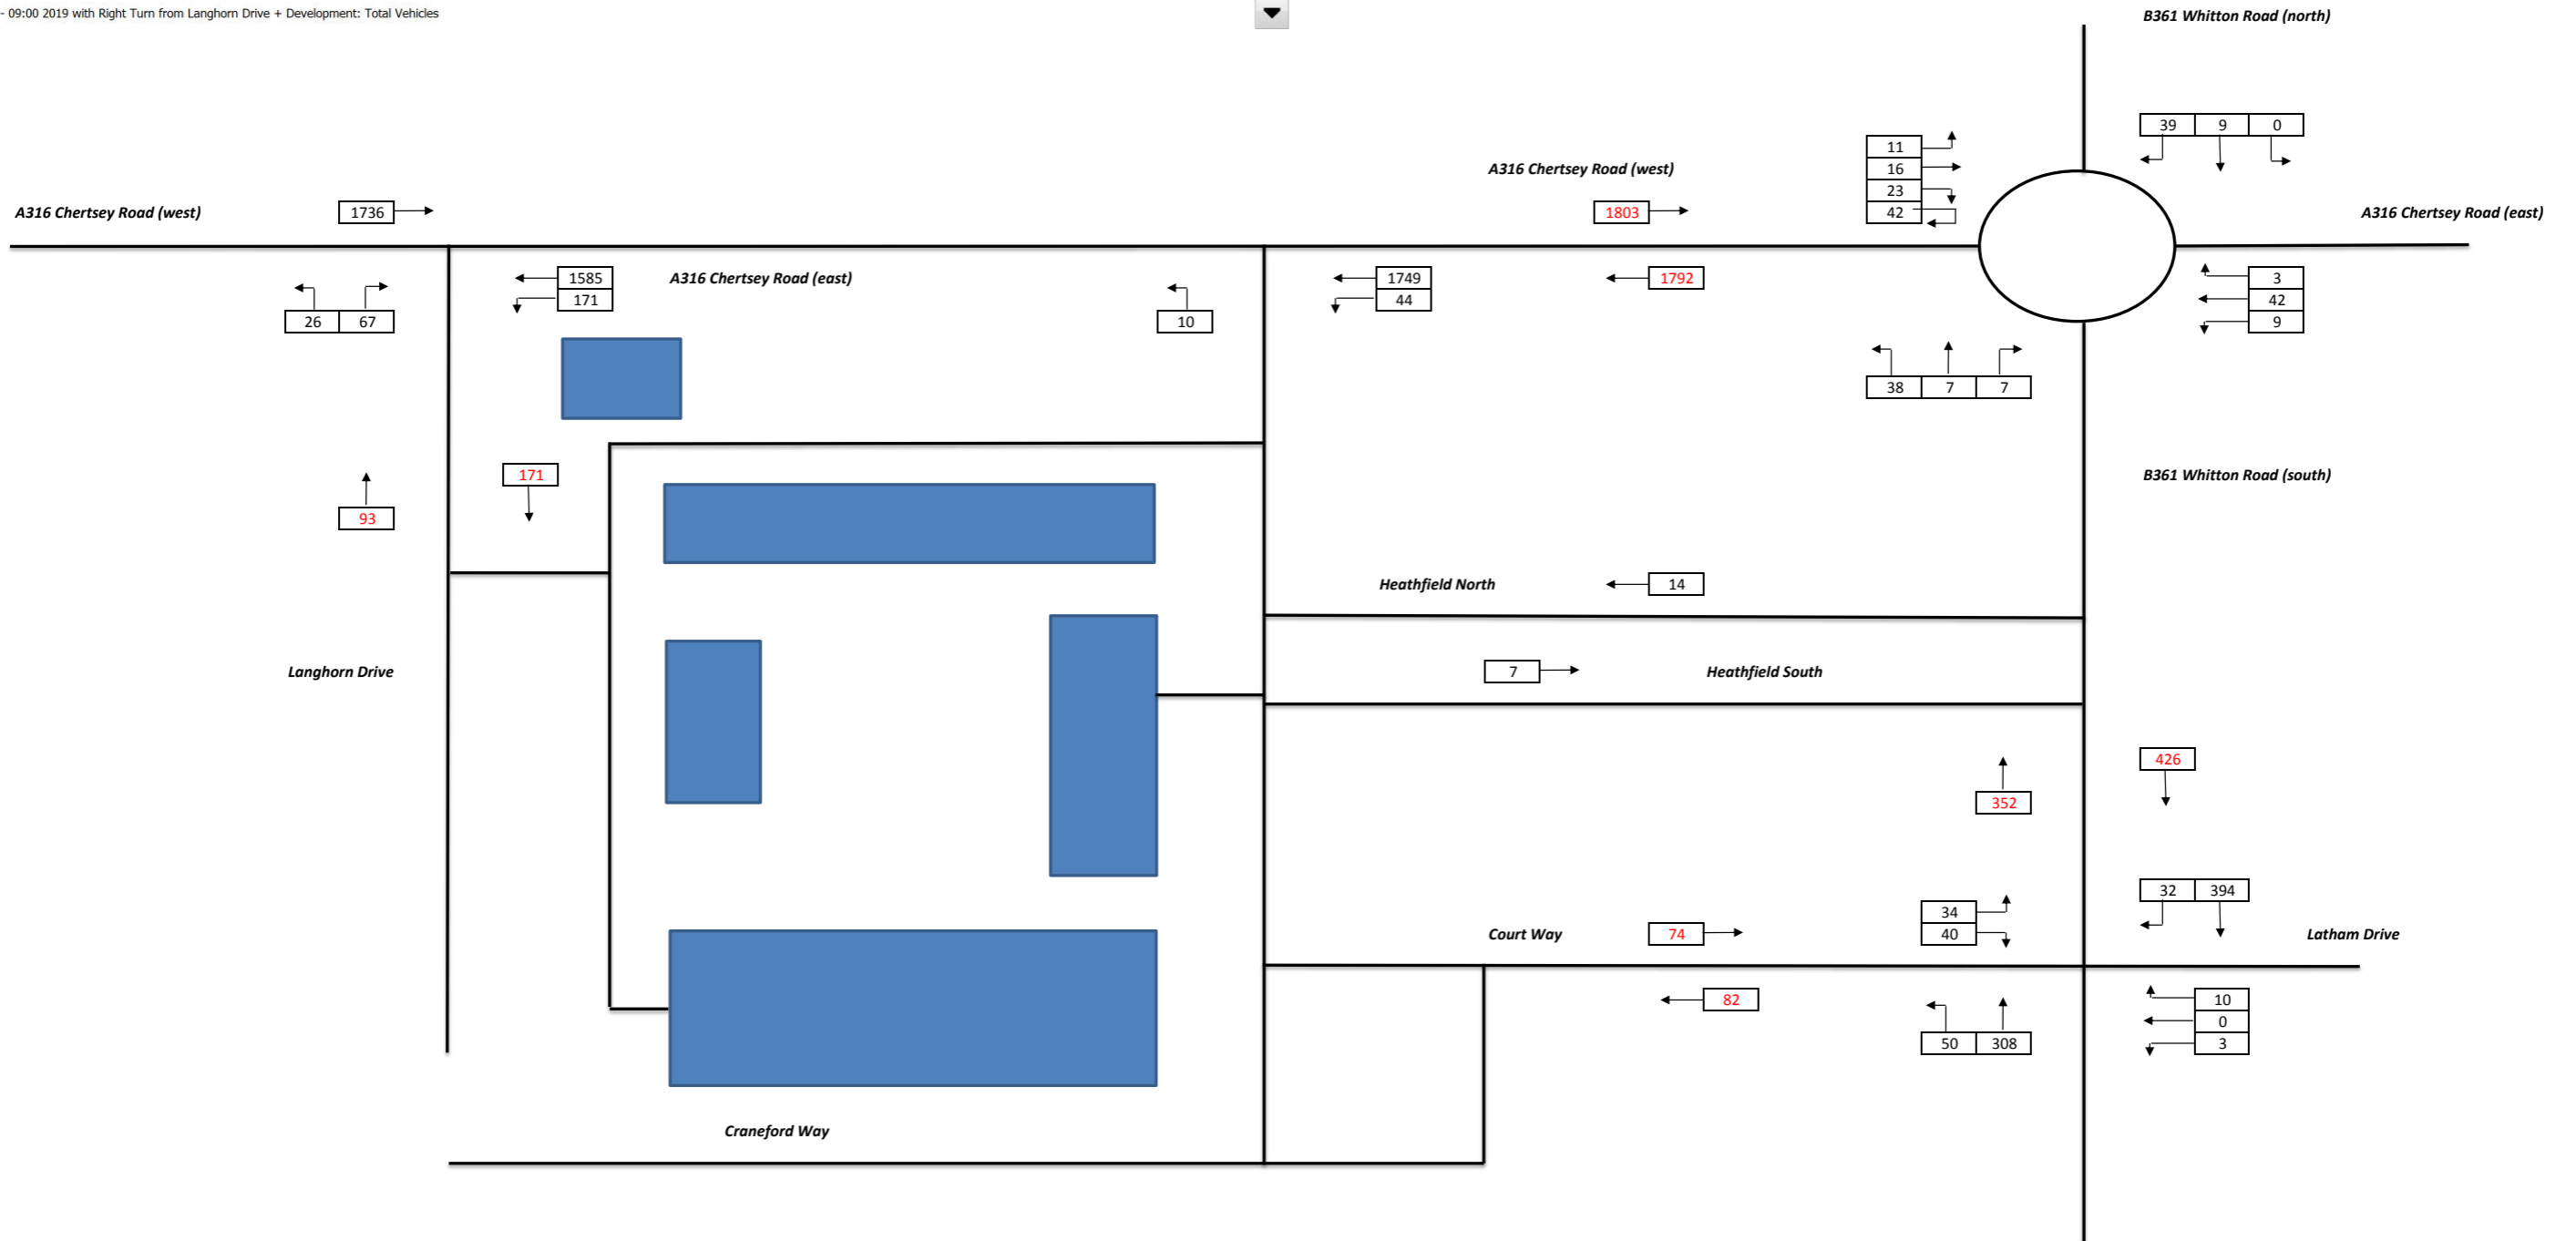 - 09:00 2019 with Right Turn from Langhorn Drive + Development: Total Vehicles
B361 Whitton Road (north)
39 9 0
11
16
23
42
A316 Chertsey Road (west)
1803
A316 Chertsey Road (west)
1736
A316 Chertsey Road (east)
1585
171
A316 Chertsey Road (east)
1749
44
1792
3
42
9
26 67
10
38 7 7
171
93
B361 Whitton Road (south)
Heathfield North
14
Langhorn Drive
7
Heathfield South
426
352
32 394
34
40
Court Way
74
Latham Drive
82
10
0
3
50 308
Craneford Way